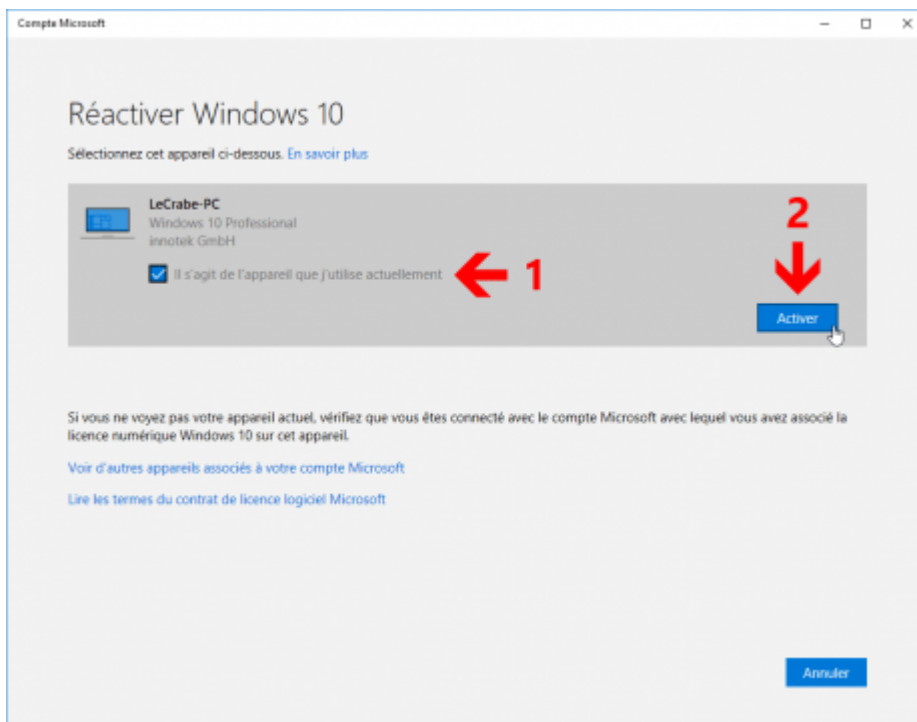 Compte Microsoft
Réactiver Windows 10
Sélectionnez cet appareil ci-dessous. En savoir plus
LeCrabe-PC
Windows 10 Professional
innotek GmbH
Il s'agit de l'appareil que j'utilise actuellement
1
2
Activer
Si vous ne voyez pas votre appareil actuel, vérifiez que vous êtes connecté avec le compte Microsoft avec lequel vous avez associé la
licence numérique Windows 10 sur cet appareil.
Voir d'autres appareils associés à votre compte Microsoft
Lire les termes du contrat de licence logiciel Microsoft
Annuler